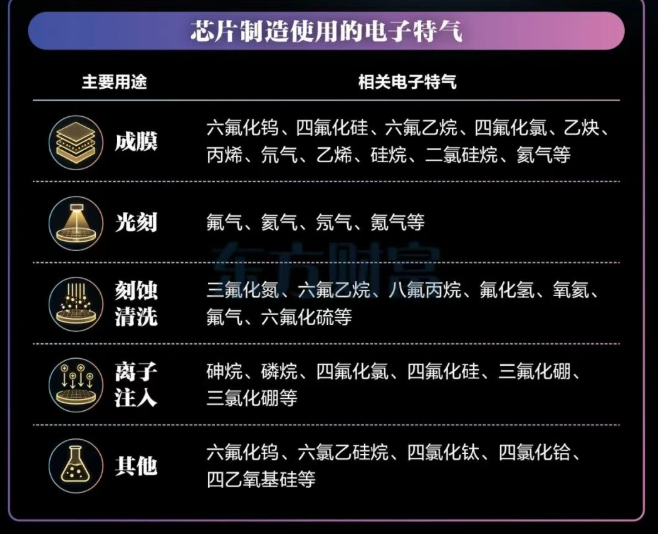 芯片制造使用的电子特气
主要用途
相关电子特气
成膜
六氟化钨、四氟化硅、六氟乙烷、四氟化氯、乙炔、
丙烯、氘气、乙烯、硅烷、二氯硅烷、氦气等
光刻
氟气、氦气、氖气、氪气等
东方财富
刻蚀
清洗
三氟化氮、六氟乙烷、八氟丙烷、氟化氢、氧氦、
氟气、六氟化硫等
离子
注入
砷烷、磷烷、四氟化氯、四氟化硅、三氟化硼、
三氯化硼等
其他
六氟化钨、六氯乙硅烷、四氯化钛、四氯化铪、
四乙氧基硅等